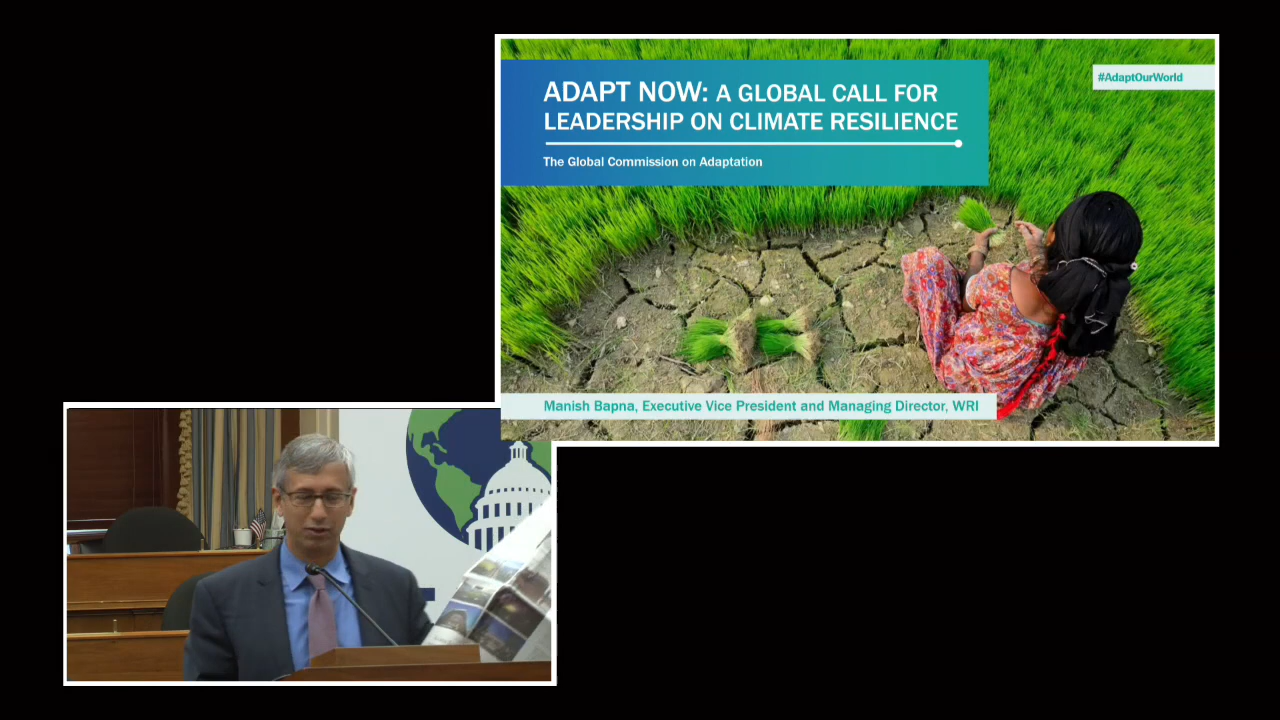 ADAPT NOW: A GLOBAL CALL FOR
LEADERSHIP ON CLIMATE RESILIENCE
The Global Commission on Adaptation
#AdaptOurWorld
Manish Bapna, Executive Vice President and Managing Director, WRI